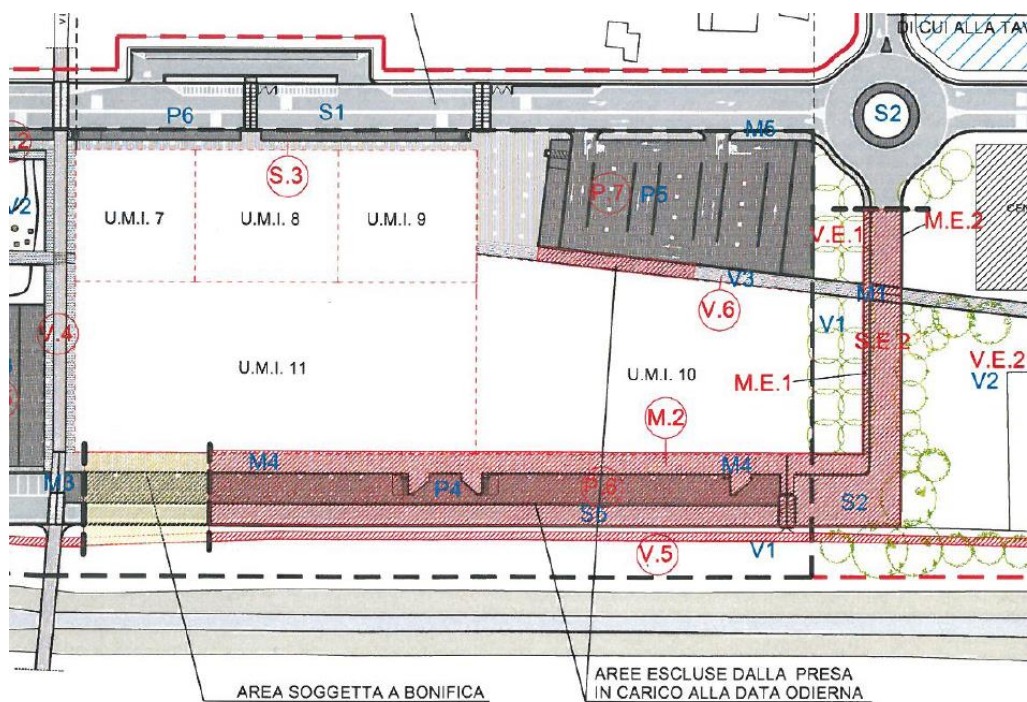 DI CUI ALLA TAV
P6
S1
S2
M5
.2
S.3
P.7
P5
V2
U.M.I. 7
U.M.I. 8
U.M.I. 9
V.E.1
M.E.2
V3
M1
V.6
V.4
V1
S.E.2
U.M.I. 11
U.M.I. 10
M.E.1
V.E.2
V2
M.2
M4
M4
M3
P4
P.6
S5
S2
V.5
V1
AREA SOGGETTA A BONIFICA
AREE ESCLUSE DALLA PRESA
IN CARICO ALLA DATA ODIERNA